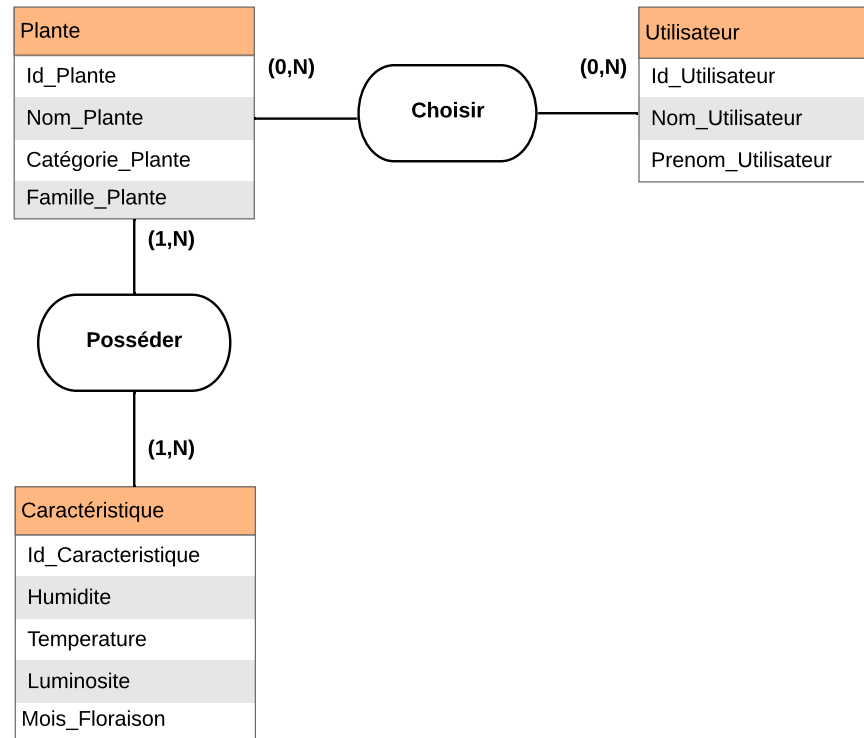 Plante
Id_Plante
Nom_Plante
Catégorie_Plante
Famille_Plante
(0,N)
Choisir
(0,N)
Utilisateur
Id_Utilisateur
Nom_Utilisateur
Prenom_Utilisateur
(1,N)
Posséder
(1,N)
Caractéristique
Id_Caracteristique
Humidite
Temperature
Luminosite
Mois_Floraison